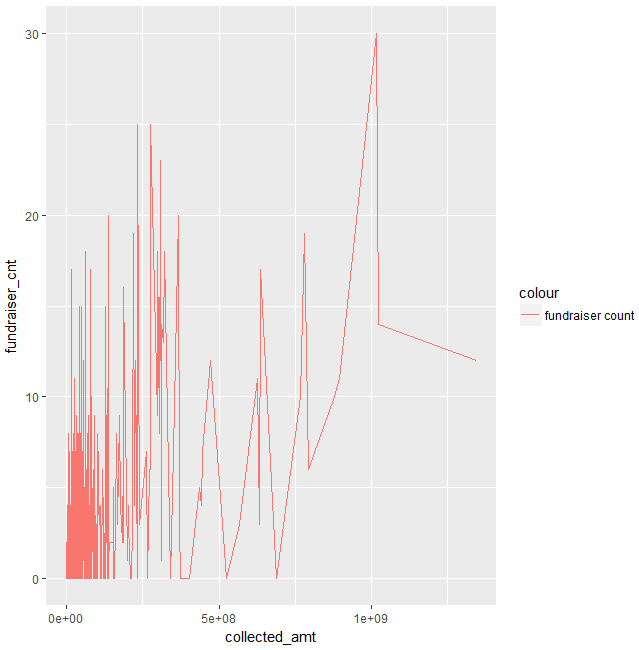 30
20
10
0
fundraiser_cnt
0e+00 5e+08 1e+09
collected_amt
colour
fundraiser count